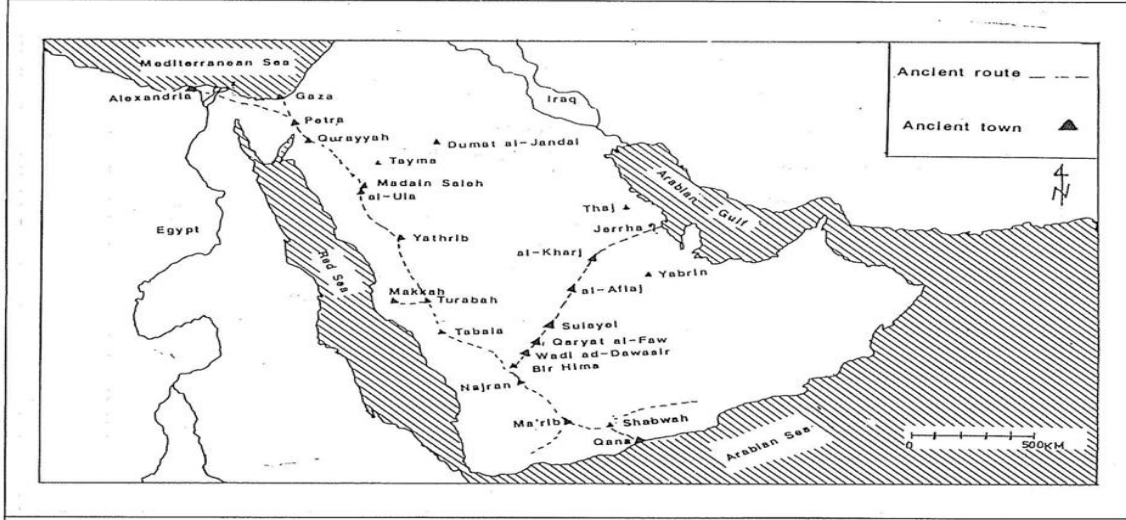 Mediterranean Sea
Alexandria
Gaza
Petra
Qurayyah
Dumat al-Jandal
Tayma
Madain Saleh
al-Ula
Iraq
Ancient route
Ancient town
N
Egypt
Yathrib
Thaj
Arabian Gulf
Jerrha
al-Kharj
Yabrin
Red Sea
Makkah
Turabah
al-Aflaj
Tabala
Sulayel
Qaryat al-Faw
Wadi ad-Dawasir
Bir Hima
Najran
Ma'rib
Shabwah
Qana
Arabian Sea
0 500KM